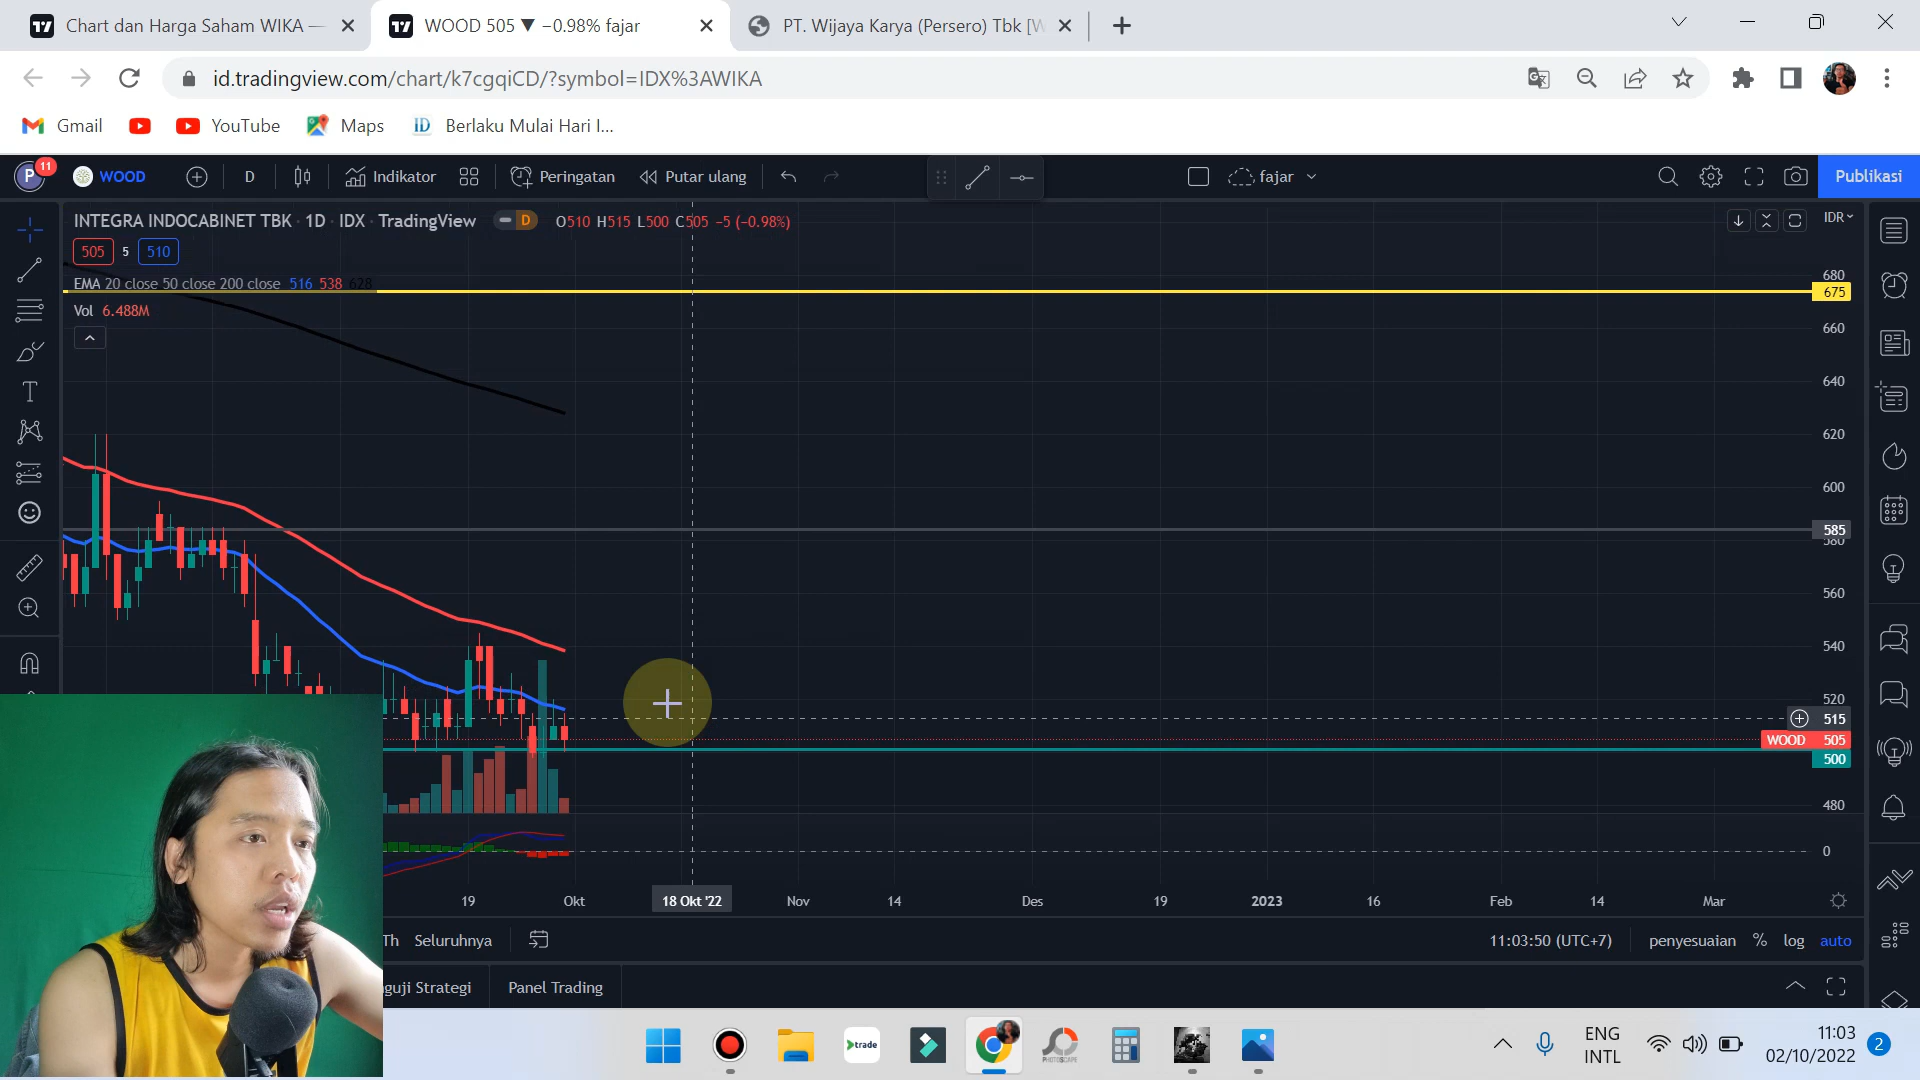 Chart dan Harga Saham WIKA —
WOOD 505 ▼ −0.98% fajar
PT. Wijaya Karya (Persero) Tbk [W
id.tradingview.com/chart/k7cgqiCD/?symbol=IDX%3AWIKA
Gmail
YouTube
Maps
Berlaku Mulai Hari I...
P
11
WOOD
D
Indikator
Peringatan
Putar ulang
fajar
Publikasi
INTEGRA INDOCABINET TBK · 1D · IDX · TradingView
D
O510 H515 L500 C505 −5 (−0.98%)
IDR
505
5
510
EMA 20 close 50 close 200 close 516 538 628
Vol 6.488M
680
675
660
640
620
600
585
580
560
540
520
515
WOOD 505
500
480
0
19
Okt
18 Okt '22
Nov
14
Des
19
2023
16
Feb
14
Mar
Th
Seluruhnya
11:03:50 (UTC+7)
penyesuaian
%
log
auto
guji Strategi
Panel Trading
trade
PHOTOSCAPE
ENG
INTL
11:03
02/10/2022
2